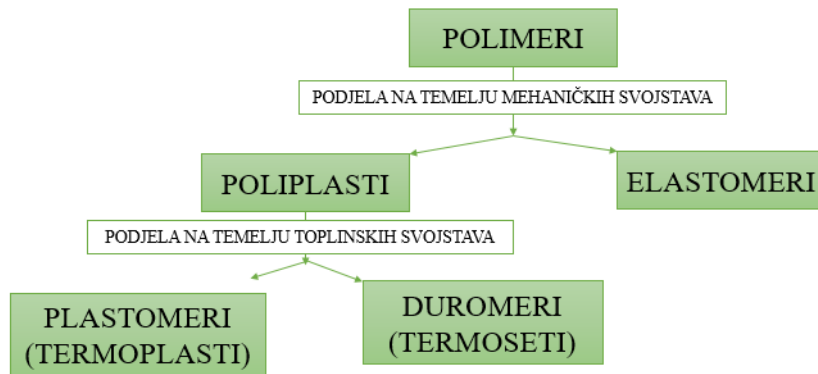 POLIMERI
PODJELA NA TEMELJU MEHANIČKIH SVOJSTAVA
POLIPLASTI
ELASTOMERI
PODJELA NA TEMELJU TOPLINSKIH SVOJSTAVA
PLASTOMERI
(TERMOPLASTI)
DUROMERI
(TERMOSETI)